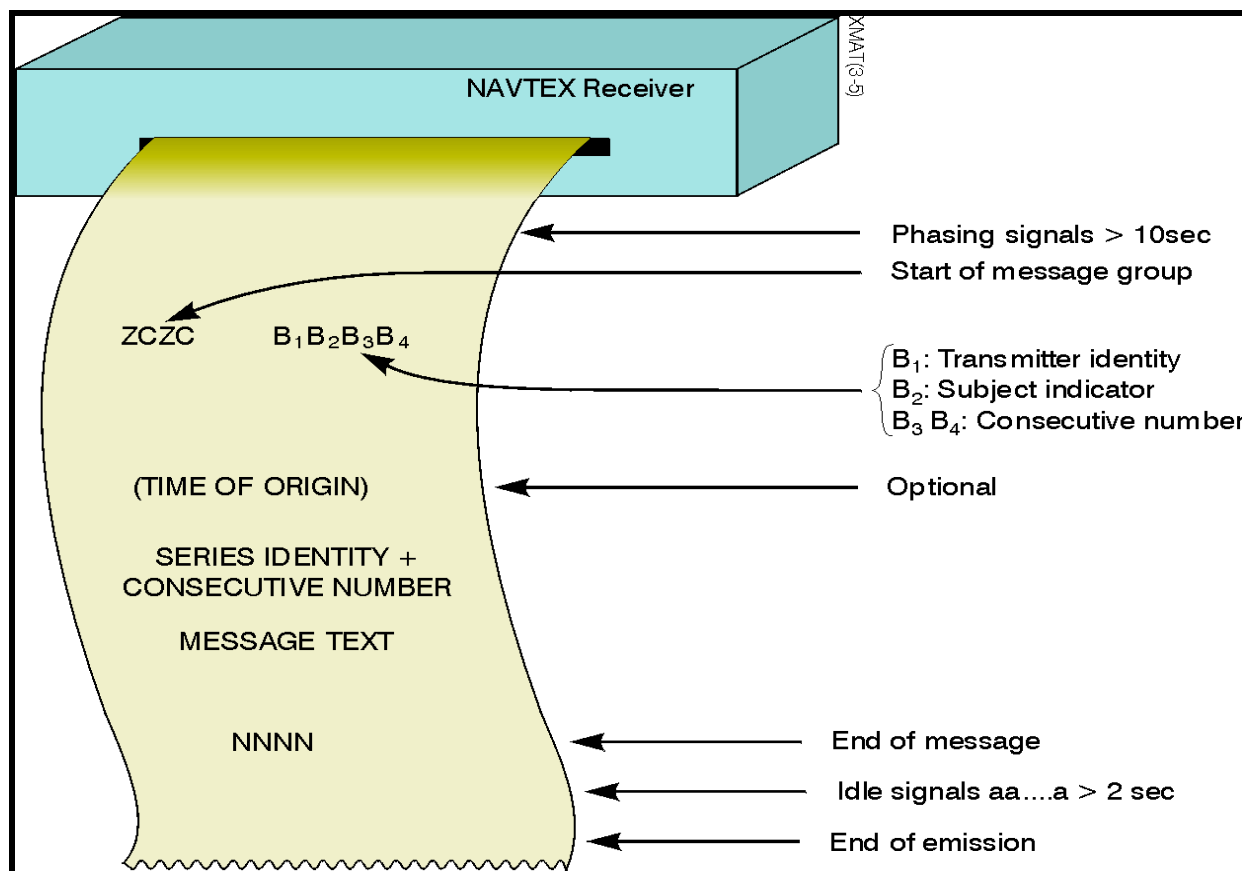 XMAT(3-5)
NAVTEX Receiver
Phasing signals > 10sec
Start of message group
ZCZC B₁B₂B₃B₄
B₁: Transmitter identity
B₂: Subject indicator
B₃ B₄: Consecutive number
(TIME OF ORIGIN) Optional
SERIES IDENTITY +
CONSECUTIVE NUMBER
MESSAGE TEXT
NNNN End of message
Idle signals aa....a > 2 sec
End of emission